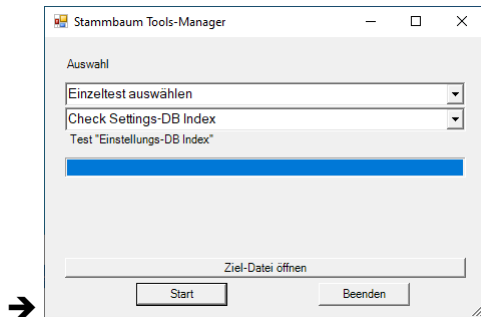 Stammbaum Tools-Manager
Auswahl
Einzeltest auswählen
Check Settings-DB Index
Test "Einstellungs-DB Index"
Ziel-Datei öffnen
Start Beenden